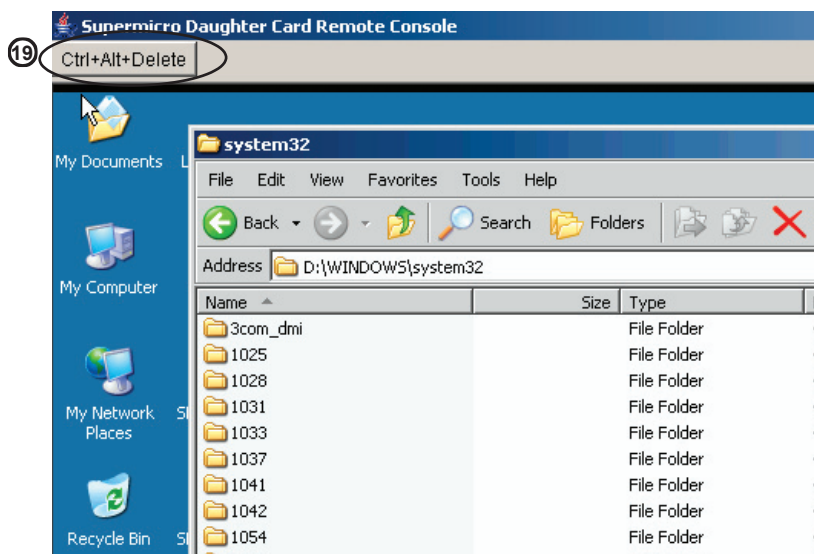 Supermicro Daughter Card Remote Console
19
Ctrl+Alt+Delete
My Documents
My Computer
My Network
Places
Recycle Bin
system32
File Edit View Favorites Tools Help
Back Search Folders
Address D:\WINDOWS\system32
Name Size Type
3com_dmi File Folder
1025 File Folder
1028 File Folder
1031 File Folder
1033 File Folder
1037 File Folder
1041 File Folder
1042 File Folder
1054 File Folder